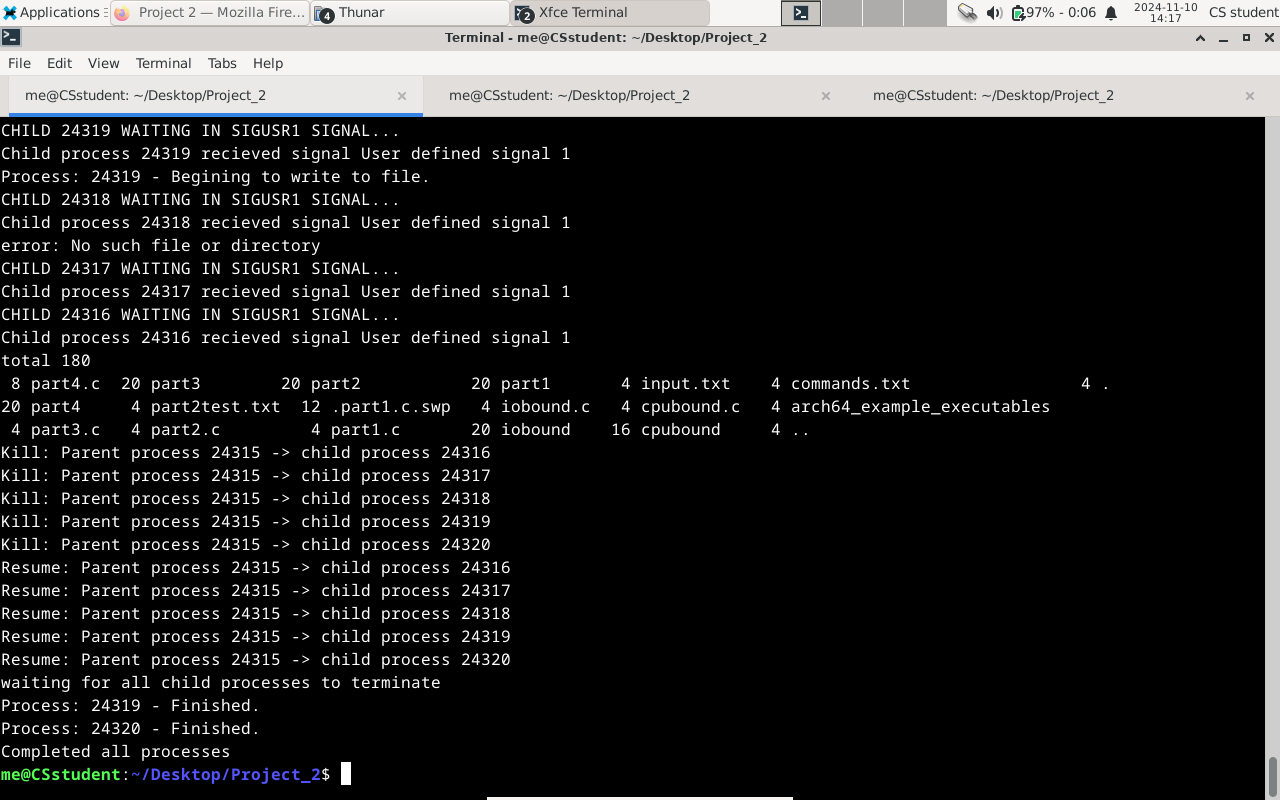 Applications
Project 2 — Mozilla Fire...
4 Thunar
2 Xfce Terminal
97% - 0:06
2024-11-10
14:17
CS student
Terminal - me@CSstudent: ~/Desktop/Project_2
File Edit View Terminal Tabs Help
me@CSstudent: ~/Desktop/Project_2 × me@CSstudent: ~/Desktop/Project_2 × me@CSstudent: ~/Desktop/Project_2 ×
CHILD 24319 WAITING IN SIGUSR1 SIGNAL...
Child process 24319 recieved signal User defined signal 1
Process: 24319 - Begining to write to file.
CHILD 24318 WAITING IN SIGUSR1 SIGNAL...
Child process 24318 recieved signal User defined signal 1
error: No such file or directory
CHILD 24317 WAITING IN SIGUSR1 SIGNAL...
Child process 24317 recieved signal User defined signal 1
CHILD 24316 WAITING IN SIGUSR1 SIGNAL...
Child process 24316 recieved signal User defined signal 1
total 180
 8 part4.c  20 part3        20 part2           20 part1       4 input.txt    4 commands.txt                 4 .
20 part4     4 part2test.txt  12 .part1.c.swp   4 iobound.c   4 cpubound.c   4 arch64_example_executables
 4 part3.c   4 part2.c         4 part1.c       20 iobound    16 cpubound     4 ..
Kill: Parent process 24315 -> child process 24316
Kill: Parent process 24315 -> child process 24317
Kill: Parent process 24315 -> child process 24318
Kill: Parent process 24315 -> child process 24319
Kill: Parent process 24315 -> child process 24320
Resume: Parent process 24315 -> child process 24316
Resume: Parent process 24315 -> child process 24317
Resume: Parent process 24315 -> child process 24318
Resume: Parent process 24315 -> child process 24319
Resume: Parent process 24315 -> child process 24320
waiting for all child processes to terminate
Process: 24319 - Finished.
Process: 24320 - Finished.
Completed all processes
me@CSstudent:~/Desktop/Project_2$